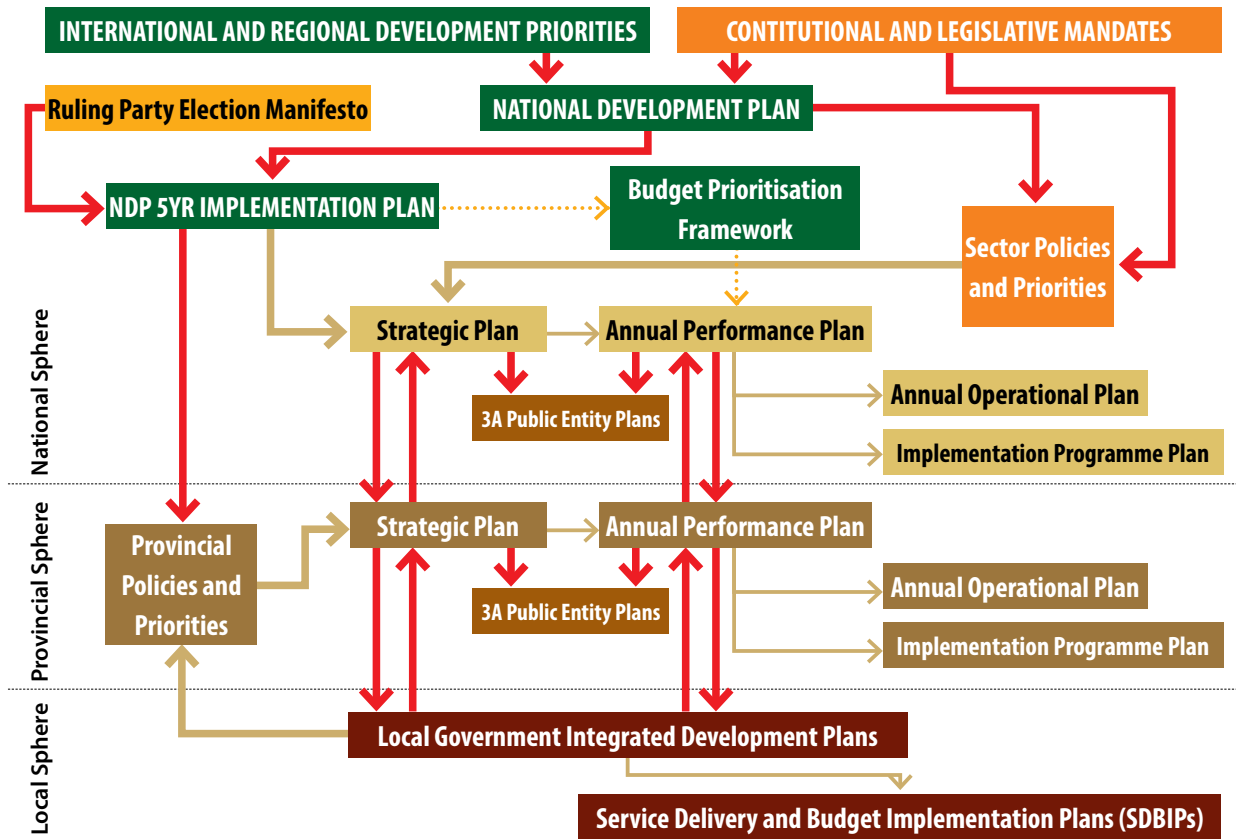 INTERNATIONAL AND REGIONAL DEVELOPMENT PRIORITIES
CONTITUTIONAL AND LEGISLATIVE MANDATES
Ruling Party Election Manifesto
NATIONAL DEVELOPMENT PLAN
NDP 5YR IMPLEMENTATION PLAN
Budget Prioritisation
Framework
Sector Policies
and Priorities
National Sphere
Strategic Plan
Annual Performance Plan
Annual Operational Plan
3A Public Entity Plans
Implementation Programme Plan
Provincial Sphere
Provincial
Policies and
Priorities
Strategic Plan
Annual Performance Plan
Annual Operational Plan
3A Public Entity Plans
Implementation Programme Plan
Local Sphere
Local Government Integrated Development Plans
Service Delivery and Budget Implementation Plans (SDBIPs)